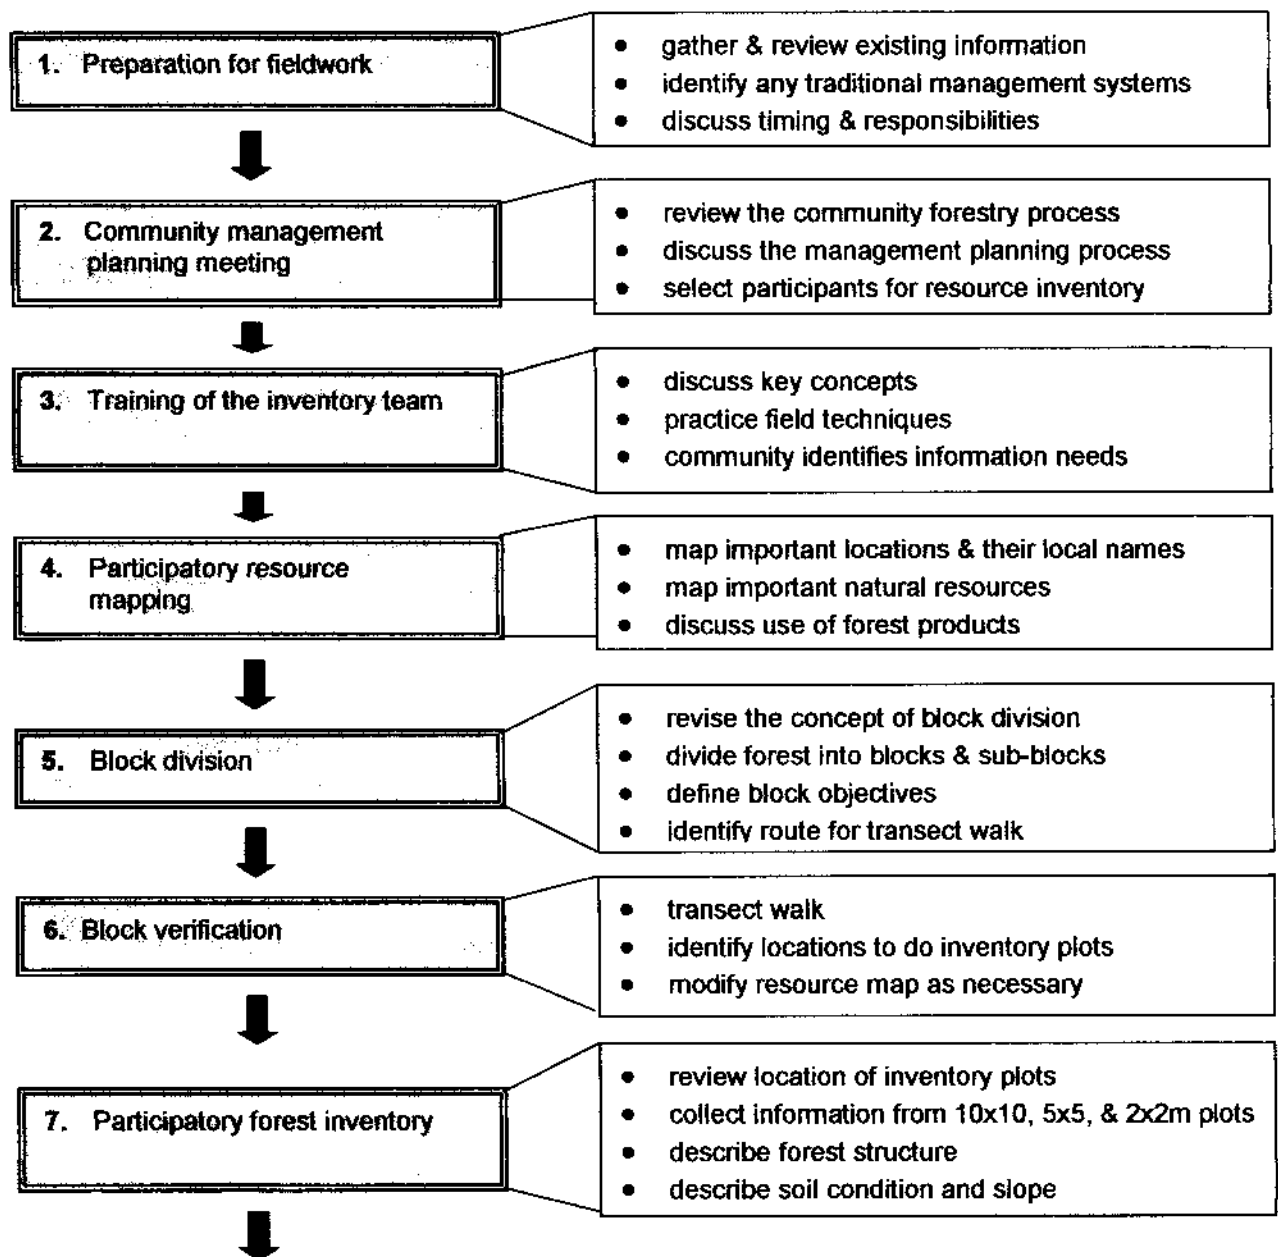 1. Preparation for fieldwork
• gather & review existing information
• identify any traditional management systems
• discuss timing & responsibilities
2. Community management
planning meeting
• review the community forestry process
• discuss the management planning process
• select participants for resource inventory
3. Training of the inventory team
• discuss key concepts
• practice field techniques
• community identifies information needs
4. Participatory resource
mapping
• map important locations & their local names
• map important natural resources
• discuss use of forest products
5. Block division
• revise the concept of block division
• divide forest into blocks & sub-blocks
• define block objectives
• identify route for transect walk
6. Block verification
• transect walk
• identify locations to do inventory plots
• modify resource map as necessary
7. Participatory forest inventory
• review location of inventory plots
• collect information from 10x10, 5x5, & 2x2m plots
• describe forest structure
• describe soil condition and slope